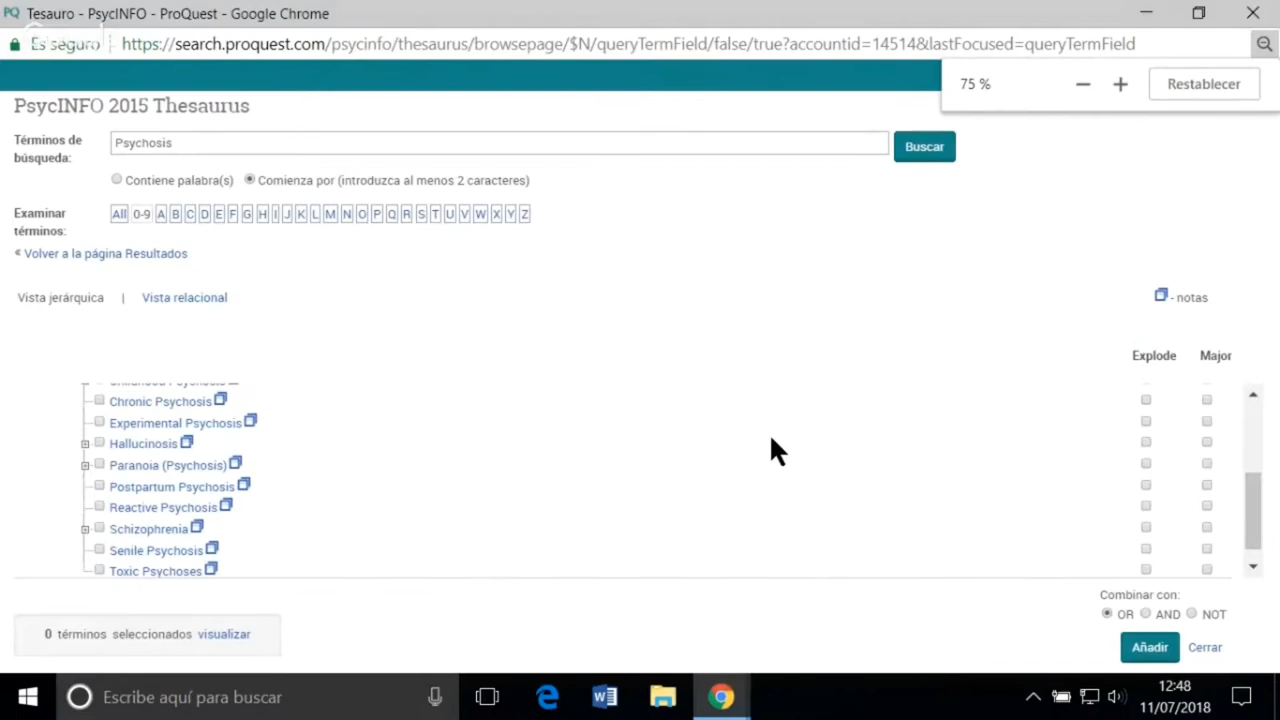 Tesauro - PsycINFO - ProQuest - Google Chrome
Es seguro https://search.proquest.com/psycinfo/thesaurus/browsepage/$N/queryTermField/false/true?accountid=14514&lastFocused=queryTermField
75 %
Restablecer
PsycINFO 2015 Thesaurus
Términos de búsqueda:
Psychosis
Buscar
Contiene palabra(s) Comienza por (introduzca al menos 2 caracteres)
Examinar términos:
All 0-9 A B C D E F G H I J K L M N O P Q R S T U V W X Y Z
« Volver a la página Resultados
Vista jerárquica | Vista relacional
- notas
Explode Major
Childhood Psychosis
Chronic Psychosis
Experimental Psychosis
Hallucinosis
Paranoia (Psychosis)
Postpartum Psychosis
Reactive Psychosis
Schizophrenia
Senile Psychosis
Toxic Psychoses
Combinar con:
OR AND NOT
0 términos seleccionados visualizar
Añadir Cerrar
Escribe aquí para buscar
12:48
11/07/2018